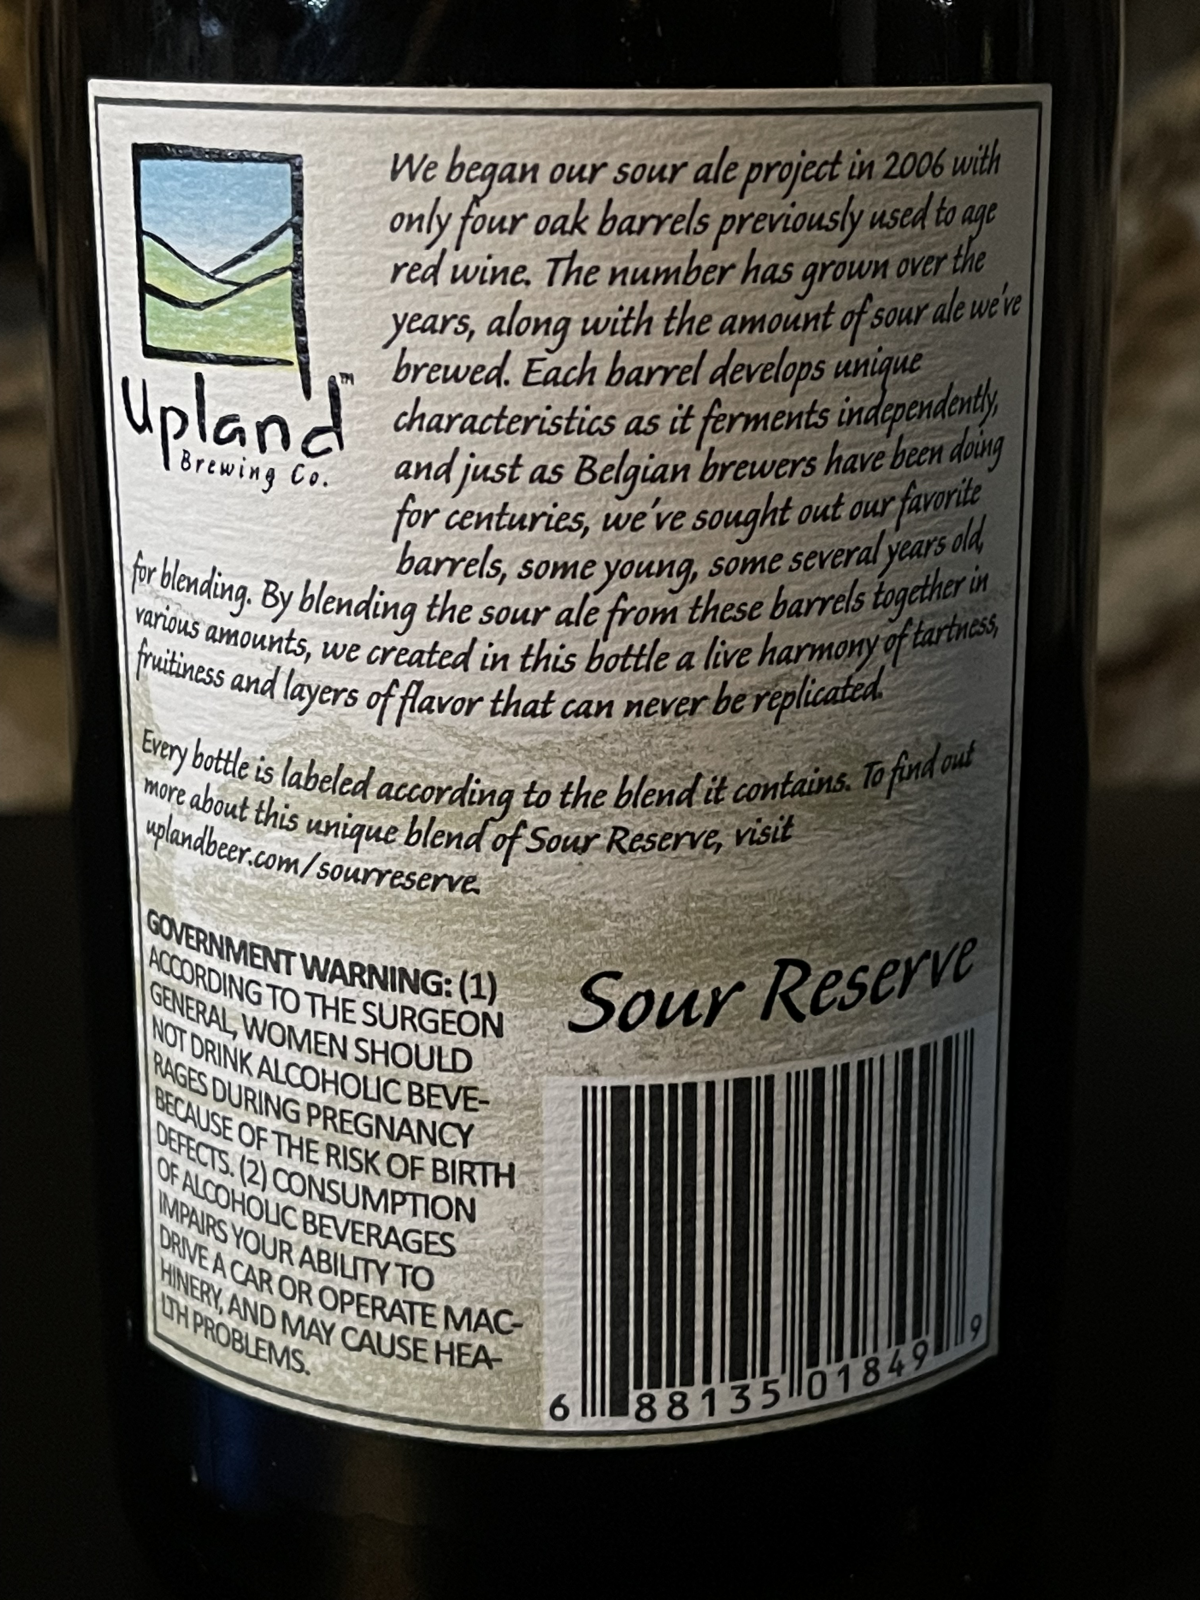 Upland™
Brewing Co.
We began our sour ale project in 2006 with
only four oak barrels previously used to age
red wine. The number has grown over the
years, along with the amount of sour ale we've
brewed. Each barrel develops unique
characteristics as it ferments independently,
and just as Belgian brewers have been doing
for centuries, we've sought out our favorite
barrels, some young, some several years old,
for blending. By blending the sour ale from these barrels together in
various amounts, we created in this bottle a live harmony of tartness,
fruitiness and layers of flavor that can never be replicated.
Every bottle is labeled according to the blend it contains. To find out
more about this unique blend of Sour Reserve, visit
uplandbeer.com/sourreserve.
GOVERNMENT WARNING: (1)
ACCORDING TO THE SURGEON
GENERAL, WOMEN SHOULD
NOT DRINK ALCOHOLIC BEVE-
RAGES DURING PREGNANCY
BECAUSE OF THE RISK OF BIRTH
DEFECTS. (2) CONSUMPTION
OF ALCOHOLIC BEVERAGES
IMPAIRS YOUR ABILITY TO
DRIVE A CAR OR OPERATE MAC-
HINERY, AND MAY CAUSE HEA-
LTH PROBLEMS.
Sour Reserve
6 88135 01849 9